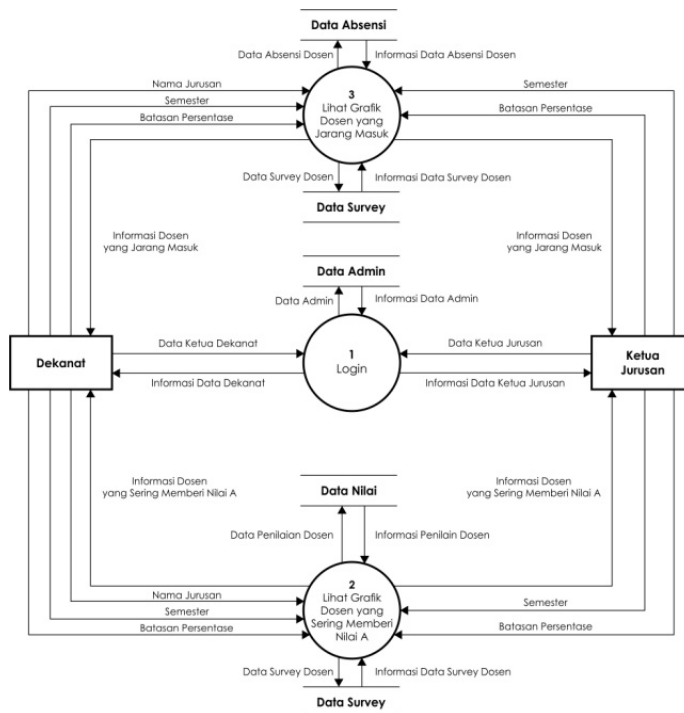 Data Absensi
Data Absensi Dosen
Informasi Data Absensi Dosen
Nama Jurusan
Semester
Batasan Persentase
3
Lihat Grafik
Dosen yang
Jarang Masuk
Semester
Batasan Persentase
Data Survey Dosen
Informasi Data Survey Dosen
Data Survey
Informasi Dosen
yang Jarang Masuk
Informasi Dosen
yang Jarang Masuk
Data Admin
Data Admin
Informasi Data Admin
Dekanat
Data Ketua Dekanat
Informasi Data Dekanat
1
Login
Data Ketua Jurusan
Informasi Data Ketua Jurusan
Ketua
Jurusan
Informasi Dosen
yang Sering Memberi Nilai A
Informasi Dosen
yang Sering Memberi Nilai A
Data Nilai
Data Penilaian Dosen
Informasi Penilain Dosen
Nama Jurusan
Semester
Batasan Persentase
2
Lihat Grafik
Dosen yang
Sering Memberi
Nilai A
Semester
Batasan Persentase
Data Survey Dosen
Informasi Data Survey Dosen
Data Survey